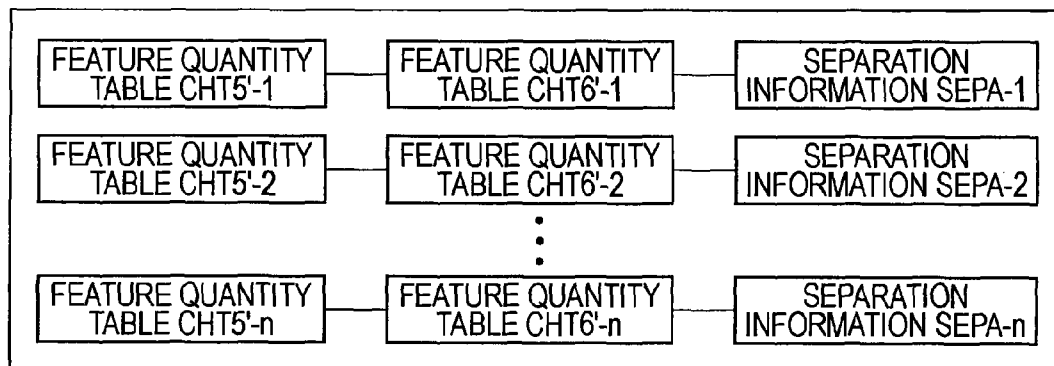 FEATURE QUANTITY
TABLE CHT5'-1
FEATURE QUANTITY
TABLE CHT6'-1
SEPARATION
INFORMATION SEPA-1
FEATURE QUANTITY
TABLE CHT5'-2
FEATURE QUANTITY
TABLE CHT6'-2
SEPARATION
INFORMATION SEPA-2
FEATURE QUANTITY
TABLE CHT5'-n
FEATURE QUANTITY
TABLE CHT6'-n
SEPARATION
INFORMATION SEPA-n